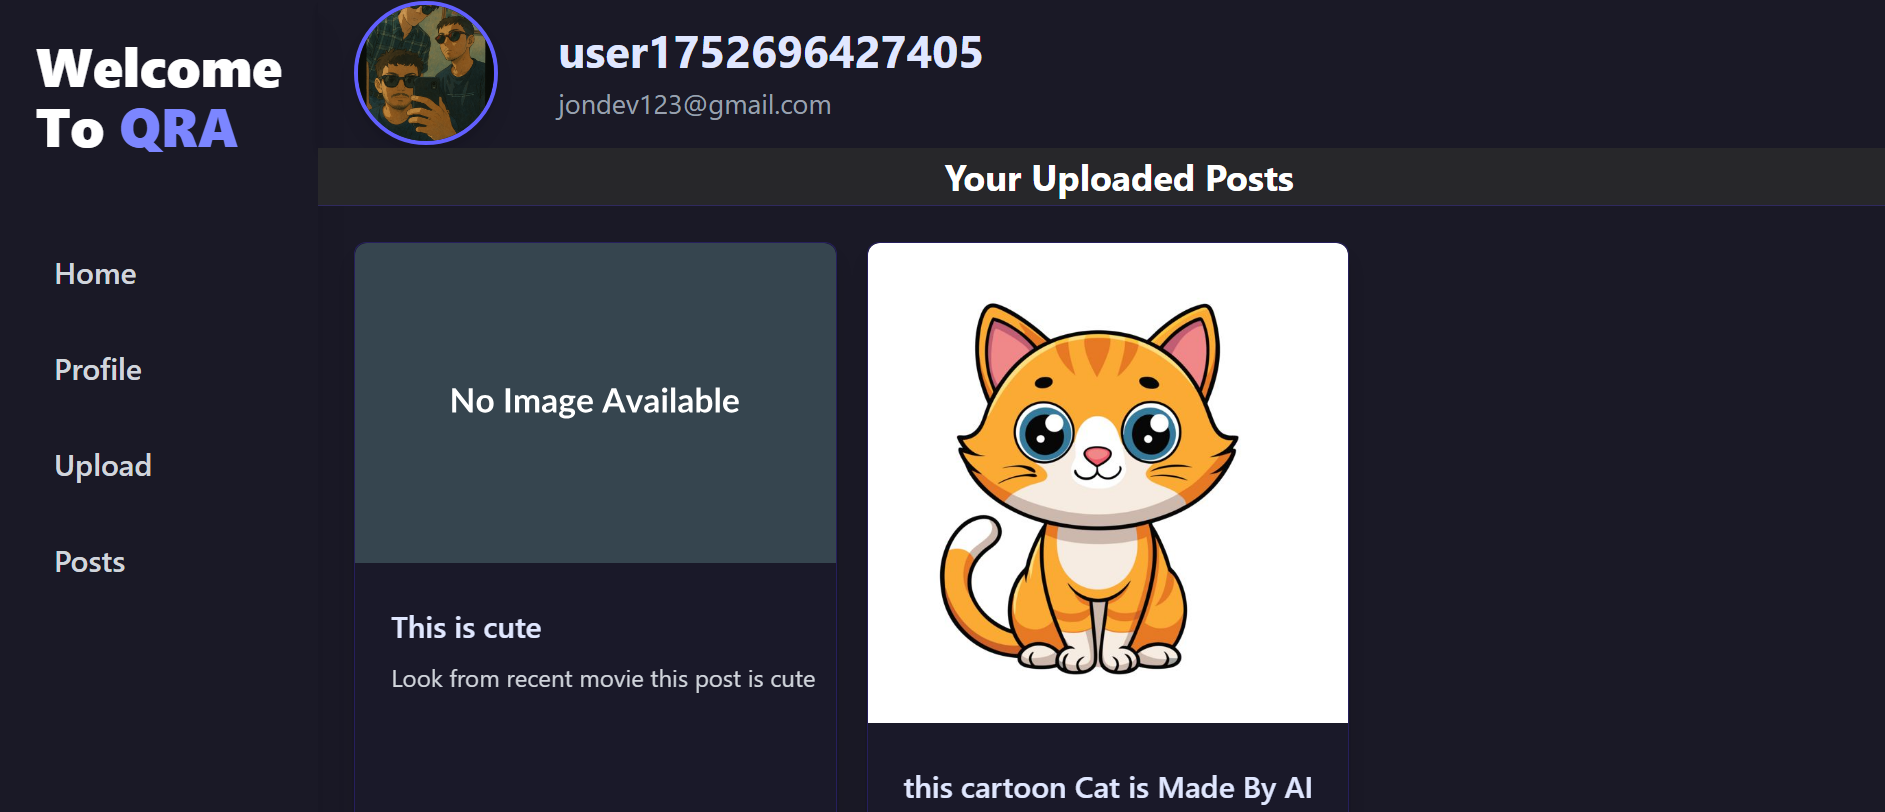 Welcome
To QRA
Home
Profile
Upload
Posts
user1752696427405
jondev123@gmail.com
Your Uploaded Posts
No Image Available
This is cute
Look from recent movie this post is cute
this cartoon Cat is Made By AI